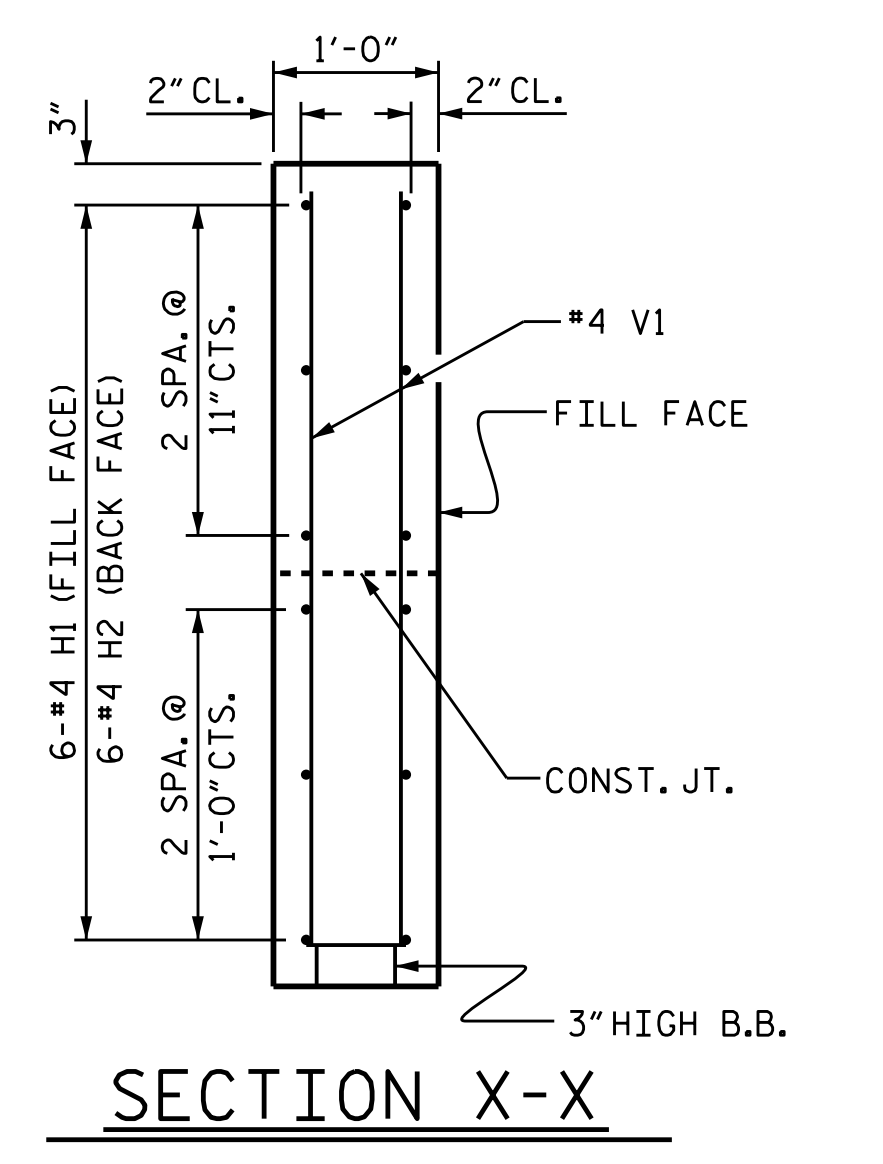 1'-0"
2" CL.
2" CL.
3"
2 SPA. @
11" CTS.
#4 V1
FILL FACE
6-#4 H1 (FILL FACE)
6-#4 H2 (BACK FACE)
2 SPA. @
1'-0" CTS.
CONST. JT.
3" HIGH B.B.
SECTION X-X